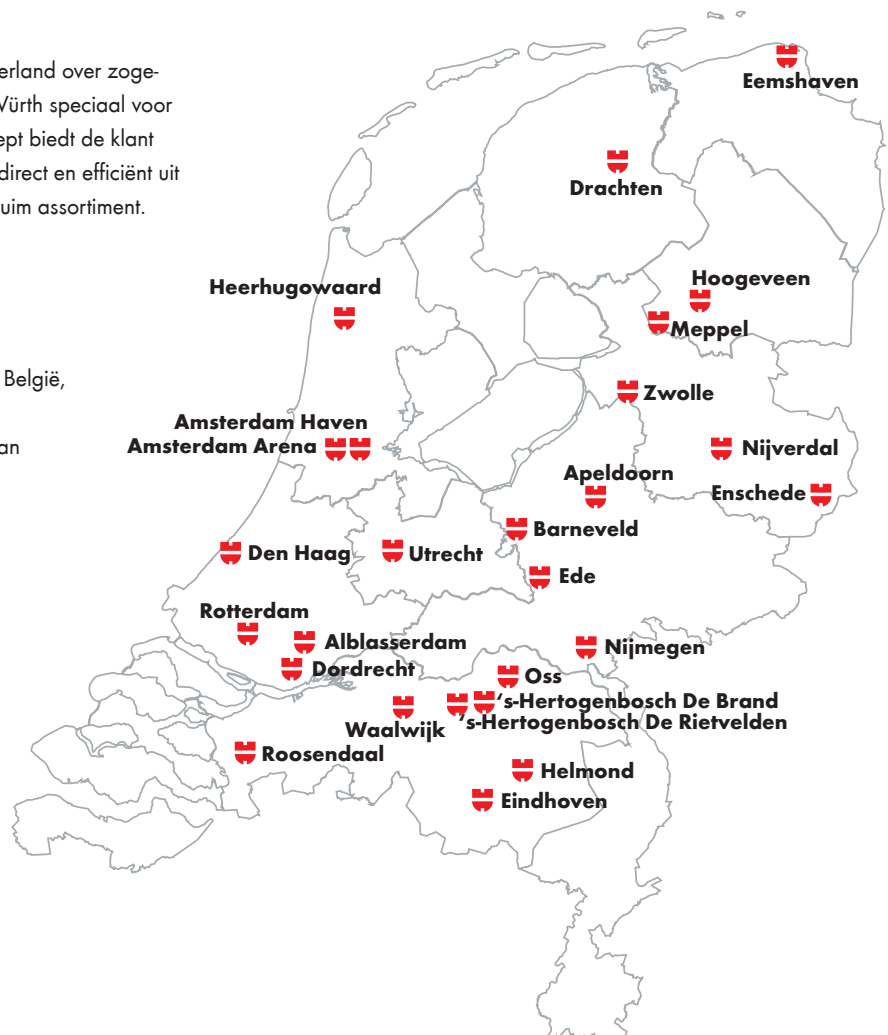 erland over zoge-
Würth speciaal voor
ept biedt de klant
direct en efficiënt uit
uim assortiment.
België,
an
Eemshaven
Drachten
Hoogeveen
Heerhugowaard
Meppel
Zwolle
Amsterdam Haven
Amsterdam Arena
Nijverdal
Apeldoorn
Enschede
Barneveld
Den Haag
Utrecht
Ede
Rotterdam
Alblasserdam
Nijmegen
Dordrecht
Oss
's-Hertogenbosch De Brand
's-Hertogenbosch De Rietvelden
Waalwijk
Roosendaal
Helmond
Eindhoven